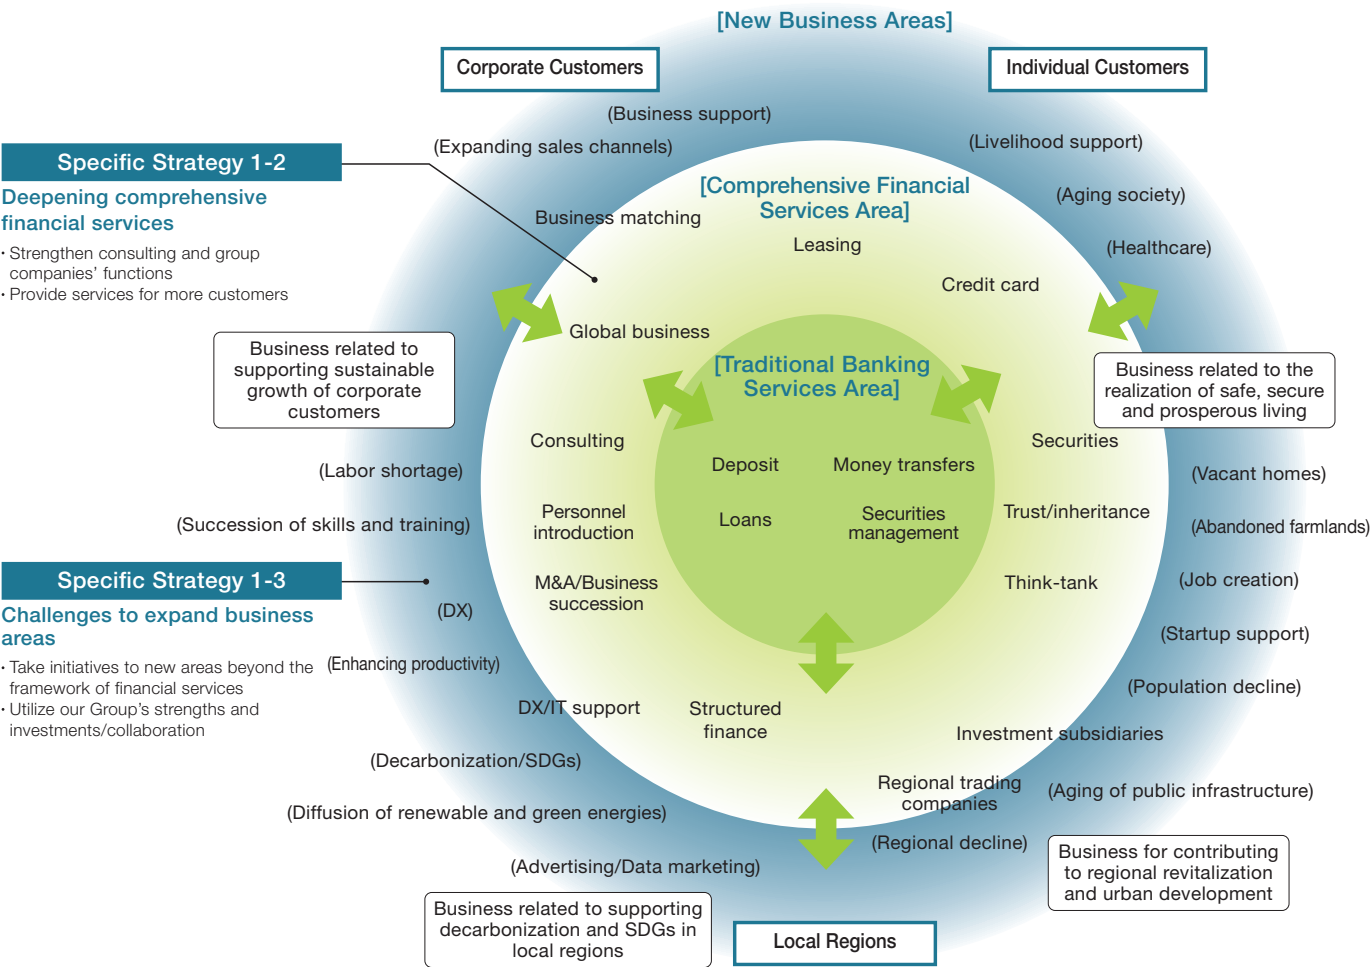 [New Business Areas]
Corporate Customers
Individual Customers
(Business support)
(Expanding sales channels)
(Livelihood support)
Specific Strategy 1-2
Deepening comprehensive
financial services
・Strengthen consulting and group
companies’ functions
・Provide services for more customers
[Comprehensive Financial
Services Area]
(Aging society)
Business matching
Leasing
(Healthcare)
Credit card
Global business
Business related to
supporting sustainable
growth of corporate
customers
[Traditional Banking
Services Area]
Business related to the
realization of safe, secure
and prosperous living
Consulting
Securities
(Labor shortage)
Deposit
Money transfers
(Vacant homes)
(Succession of skills and training)
Personnel
introduction
Loans
Securities
management
Trust/inheritance
(Abandoned farmlands)
Specific Strategy 1-3
Challenges to expand business
areas
・Take initiatives to new areas beyond the
framework of financial services
・Utilize our Group’s strengths and
investments/collaboration
M&A/Business
succession
Think-tank
(Job creation)
(DX)
(Startup support)
(Enhancing productivity)
(Population decline)
DX/IT support
Structured
finance
Investment subsidiaries
(Decarbonization/SDGs)
Regional trading
companies
(Aging of public infrastructure)
(Diffusion of renewable and green energies)
(Regional decline)
(Advertising/Data marketing)
Business for contributing
to regional revitalization
and urban development
Business related to supporting
decarbonization and SDGs in
local regions
Local Regions